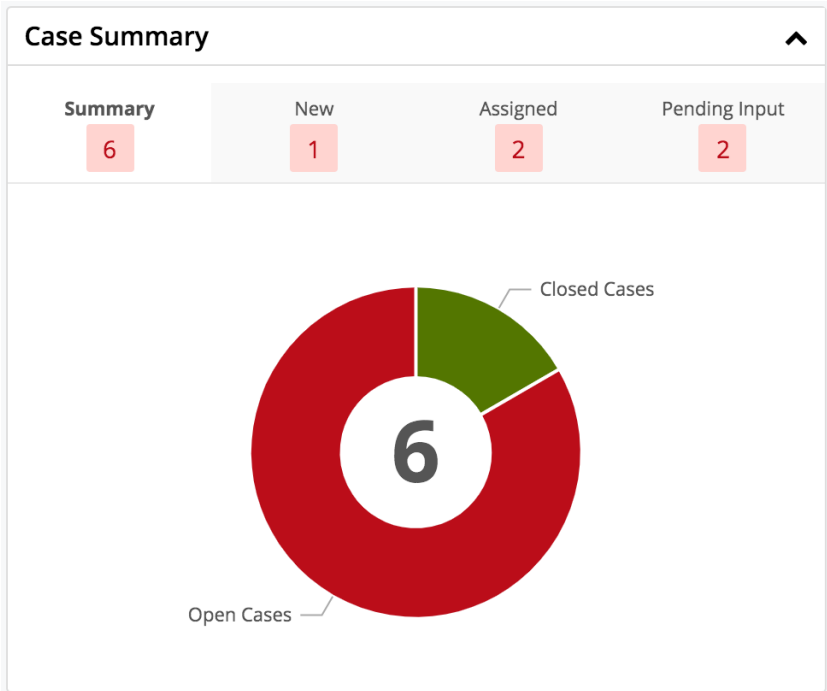 Case Summary
Summary New Assigned Pending Input
6 1 2 2
Closed Cases
6
Open Cases